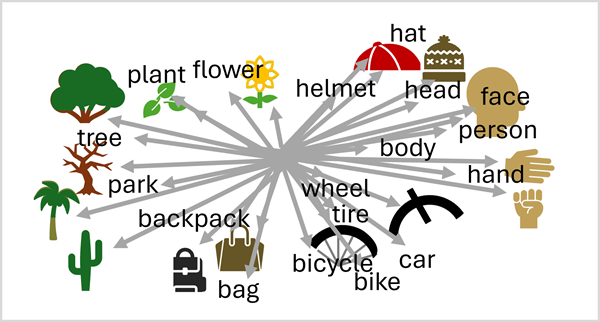 hat
plant flower
helmet head face
tree person
body
park hand
wheel
backpack tire
bicycle car
bag bike